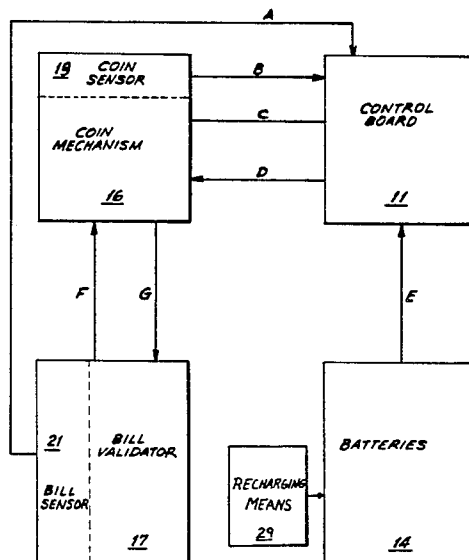 A
19 COIN
SENSOR
B
CONTROL
BOARD
C
COIN
MECHANISM
D
16
11
F
G
E
21
BILL
VALIDATOR
BATTERIES
RECHARGING
MEANS
BILL
SENSOR
29
17
14